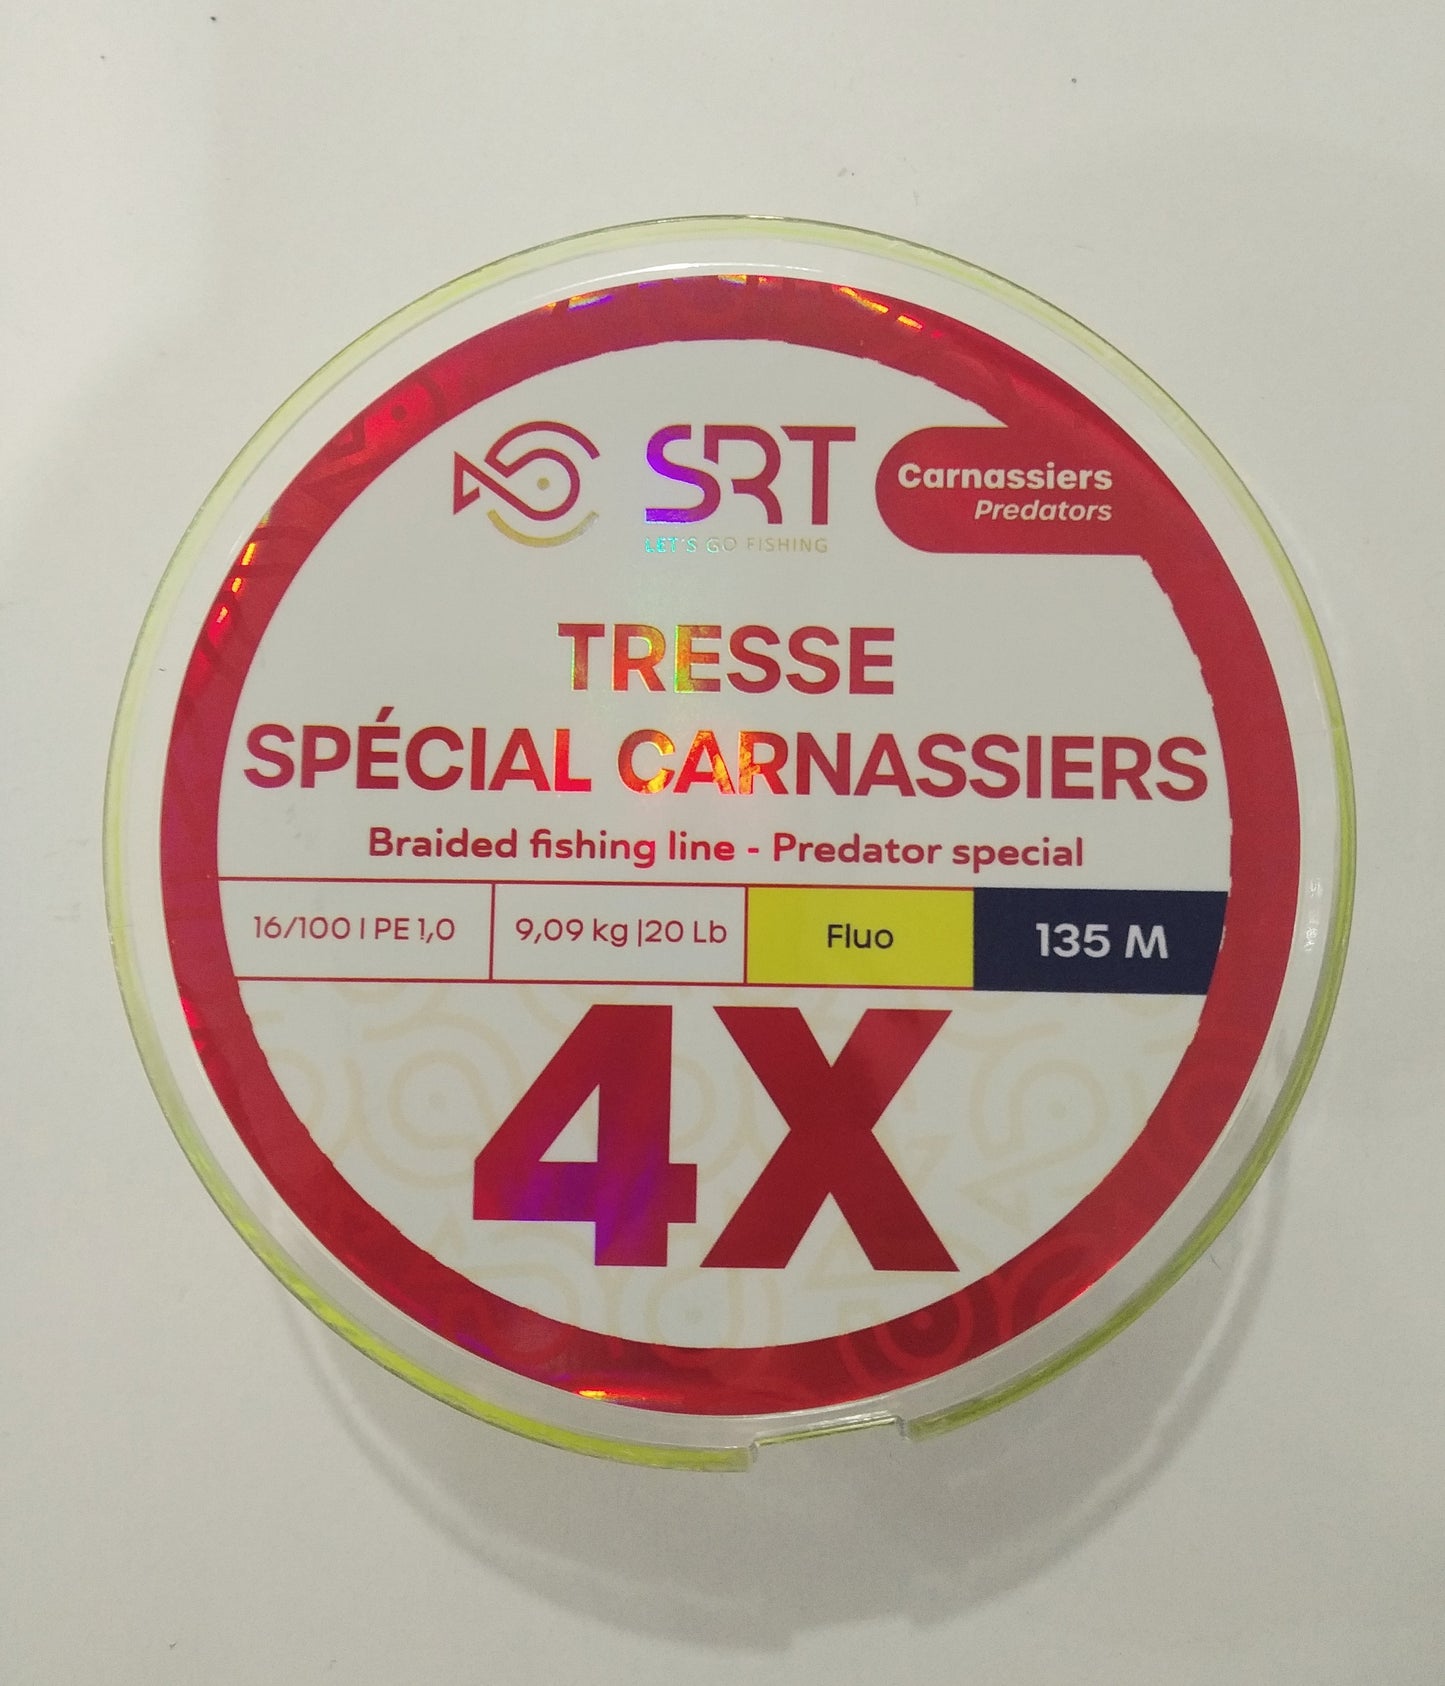 SRT
LET'S GO FISHING
Carnassiers
Predators
TRESSE
SPÉCIAL CARNASSIERS
Braided fishing line - Predator special
16/100 | PE 1,0
9,09 kg |20 Lb
Fluo
135 M
4X